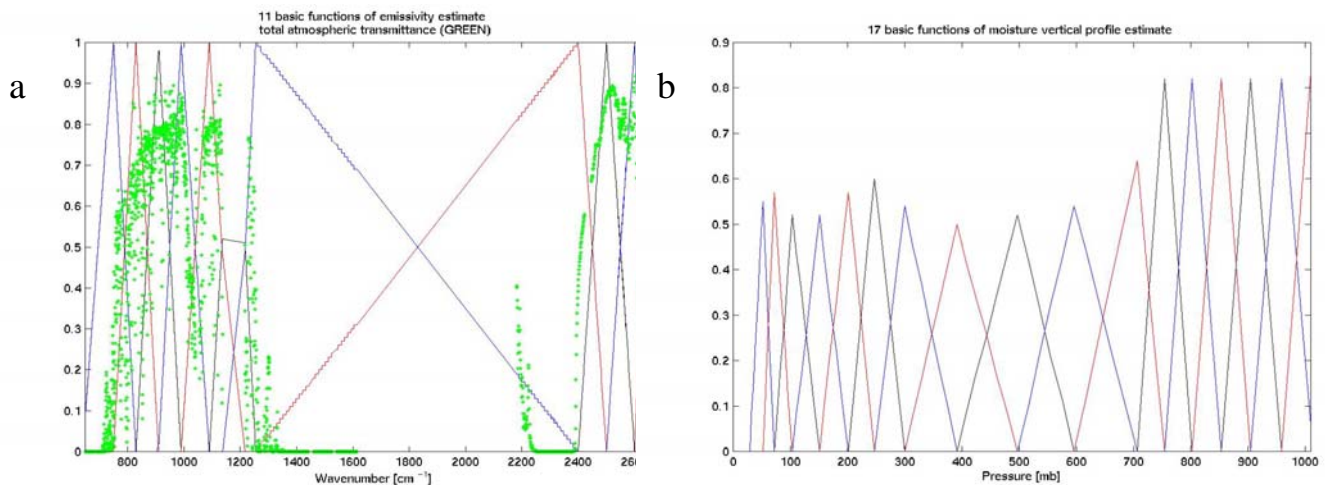 11 basic functions of emissivity estimate
total atmospheric transmittance (GREEN)
a
1
0.9
0.8
0.7
0.6
0.5
0.4
0.3
0.2
0.1
0
800 1000 1200 1400 1600 1800 2000 2200 2400 260
Wavenumber [cm ⁻¹]
17 basic functions of moisture vertical profile estimate
b
0.9
0.8
0.7
0.6
0.5
0.4
0.3
0.2
0.1
0
0 100 200 300 400 500 600 700 800 900 1000
Pressure [mb]